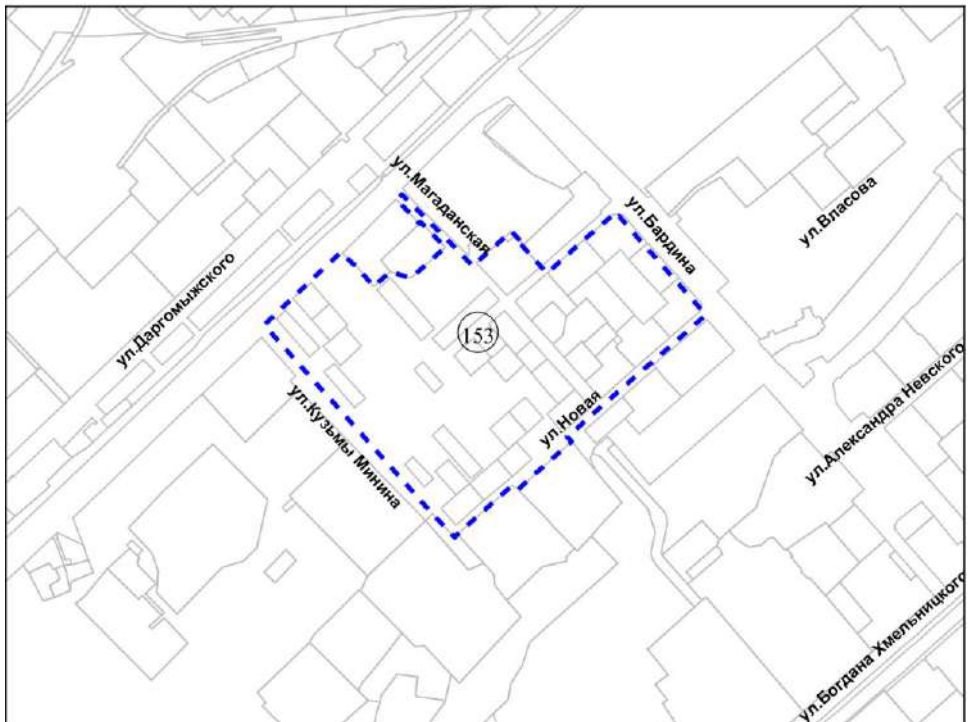 ул.Магаданская
ул.Бардина
ул.Власова
ул.Даргомыжского
153
ул.Кузьмы Минина
ул.Новая
ул.Александра Невского
ул.Богдана Хмельницкого